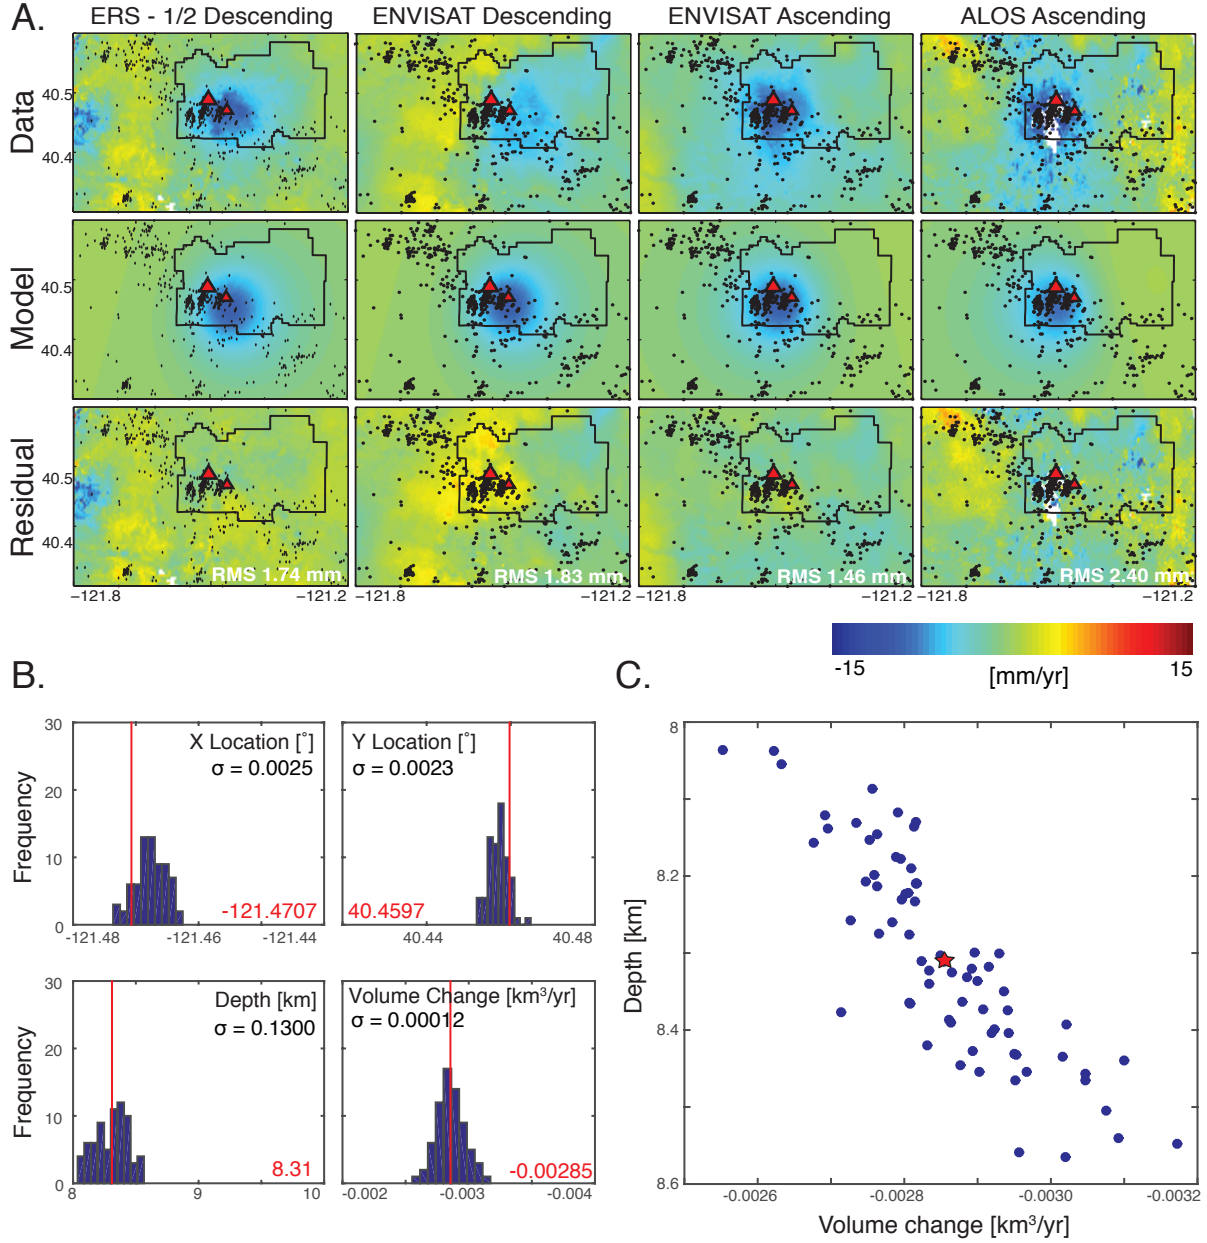 A.
ERS - 1/2 Descending
ENVISAT Descending
ENVISAT Ascending
ALOS Ascending
Data
40.5
40.4
Model
40.5
40.4
Residual
40.5
40.4
RMS 1.74 mm
RMS 1.83 mm
RMS 1.46 mm
RMS 2.40 mm
−121.8
−121.2
−121.8
−121.2
−121.8
−121.2
−121.8
−121.2
-15
[mm/yr]
15
B.
Frequency
30
20
10
0
X Location [°]
σ = 0.0025
-121.4707
-121.48
-121.46
-121.44
Y Location [°]
σ = 0.0023
40.4597
40.44
40.48
Frequency
30
20
10
0
Depth [km]
σ = 0.1300
8.31
8
9
10
Volume Change [km³/yr]
σ = 0.00012
-0.00285
-0.002
-0.003
-0.004
C.
Depth [km]
8
8.2
8.4
8.6
-0.0026
-0.0028
-0.0030
-0.0032
Volume change [km³/yr]